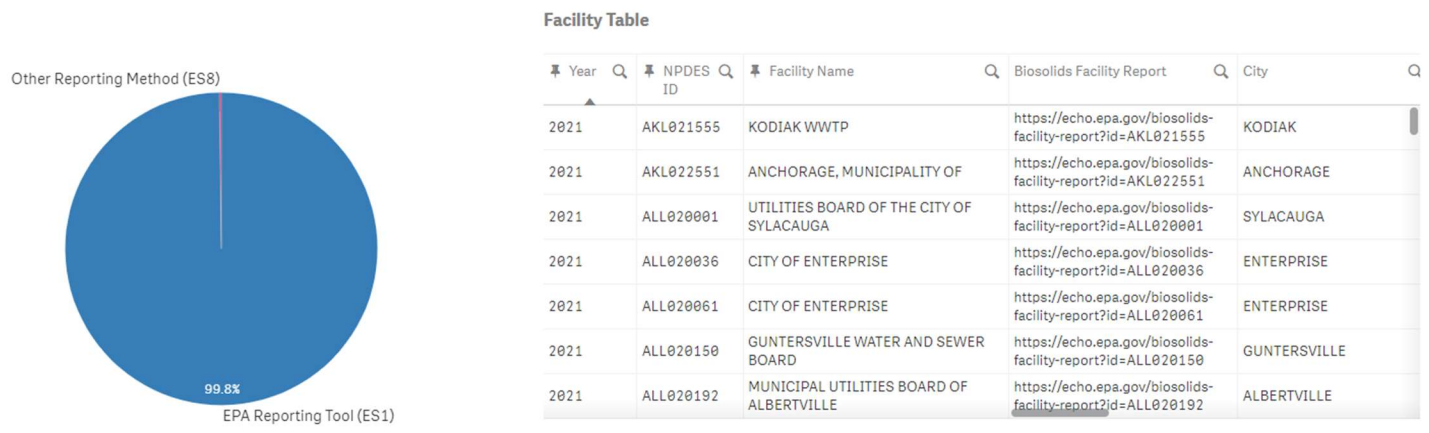 Other Reporting Method (ES8)
99.8%
EPA Reporting Tool (ES1)
Facility Table
Year NPDES ID Facility Name Biosolids Facility Report City
2021 AKL021555 KODIAK WWTP https://echo.epa.gov/biosolids-facility-report?id=AKL021555 KODIAK
2021 AKL022551 ANCHORAGE, MUNICIPALITY OF https://echo.epa.gov/biosolids-facility-report?id=AKL022551 ANCHORAGE
2021 ALL020001 UTILITIES BOARD OF THE CITY OF SYLACAUGA https://echo.epa.gov/biosolids-facility-report?id=ALL020001 SYLACAUGA
2021 ALL020036 CITY OF ENTERPRISE https://echo.epa.gov/biosolids-facility-report?id=ALL020036 ENTERPRISE
2021 ALL020061 CITY OF ENTERPRISE https://echo.epa.gov/biosolids-facility-report?id=ALL020061 ENTERPRISE
2021 ALL020150 GUNTERSVILLE WATER AND SEWER BOARD https://echo.epa.gov/biosolids-facility-report?id=ALL020150 GUNTERSVILLE
2021 ALL020192 MUNICIPAL UTILITIES BOARD OF ALBERTVILLE https://echo.epa.gov/biosolids-facility-report?id=ALL020192 ALBERTVILLE